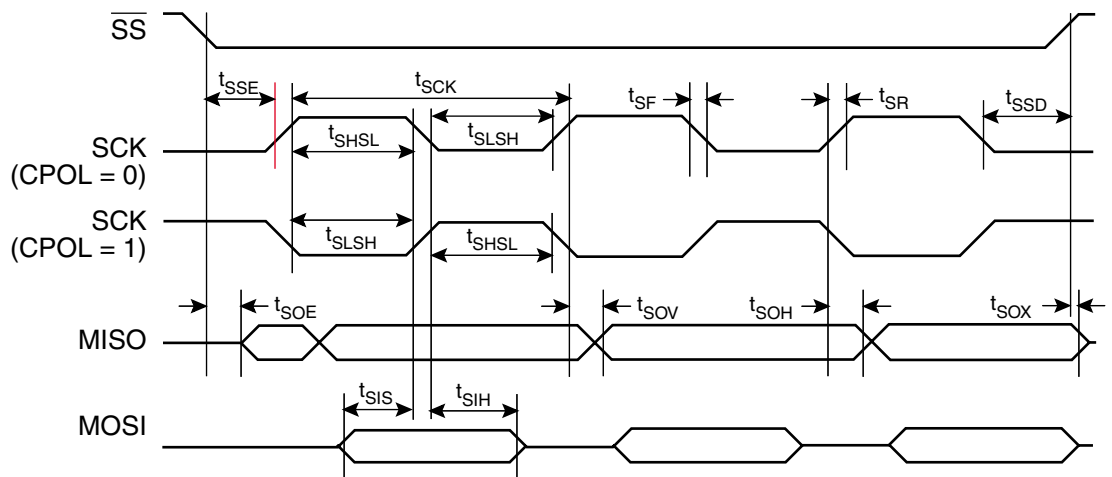 SS
tSSE
tSCK
tSF
tSR
tSSD
SCK
(CPOL = 0)
tSHSL
tSLSH
SCK
(CPOL = 1)
tSLSH
tSHSL
tSOE
tSOV
tSOH
tSOX
MISO
tSIS
tSIH
MOSI